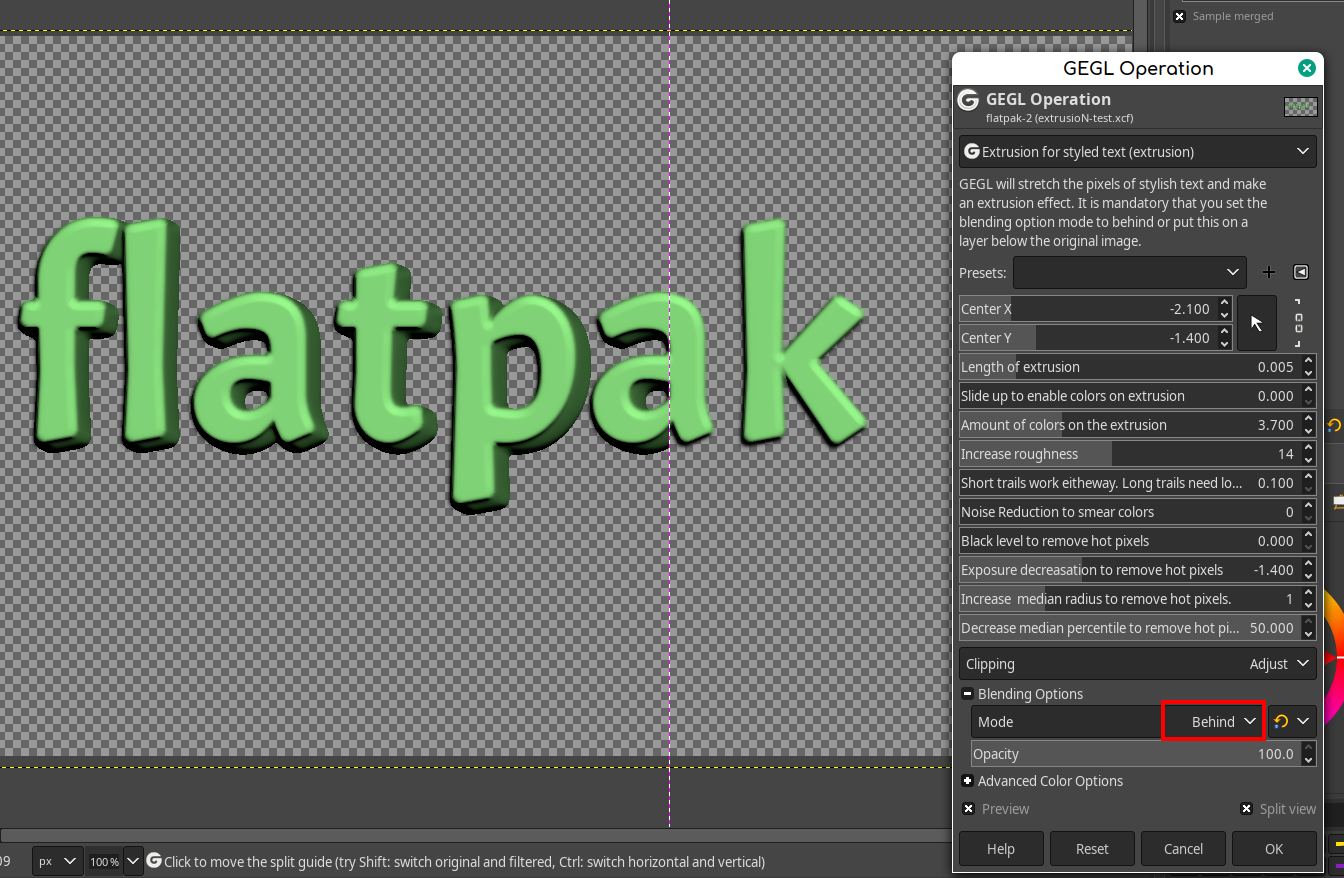 Sample merged
GEGL Operation
GEGL Operation
flatpak-2 (extrusioN-test.xcf)
Extrusion for styled text (extrusion)
GEGL will stretch the pixels of stylish text and make
an extrusion effect. It is mandatory that you set the
blending option mode to behind or put this on a
layer below the original image.
Presets:
Center X -2.100
Center Y -1.400
Length of extrusion 0.005
Slide up to enable colors on extrusion 0.000
Amount of colors on the extrusion 3.700
Increase roughness 14
Short trails work eitheway. Long trails need lo... 0.100
Noise Reduction to smear colors 0
Black level to remove hot pixels 0.000
Exposure decreasation to remove hot pixels -1.400
Increase  median radius to remove hot pixels. 1
Decrease median percentile to remove hot pi... 50.000
Clipping Adjust
Blending Options
Mode Behind
Opacity 100.0
Advanced Color Options
Preview Split view
Help Reset Cancel OK
flatpak
09 px 100 % Click to move the split guide (try Shift: switch original and filtered, Ctrl: switch horizontal and vertical)